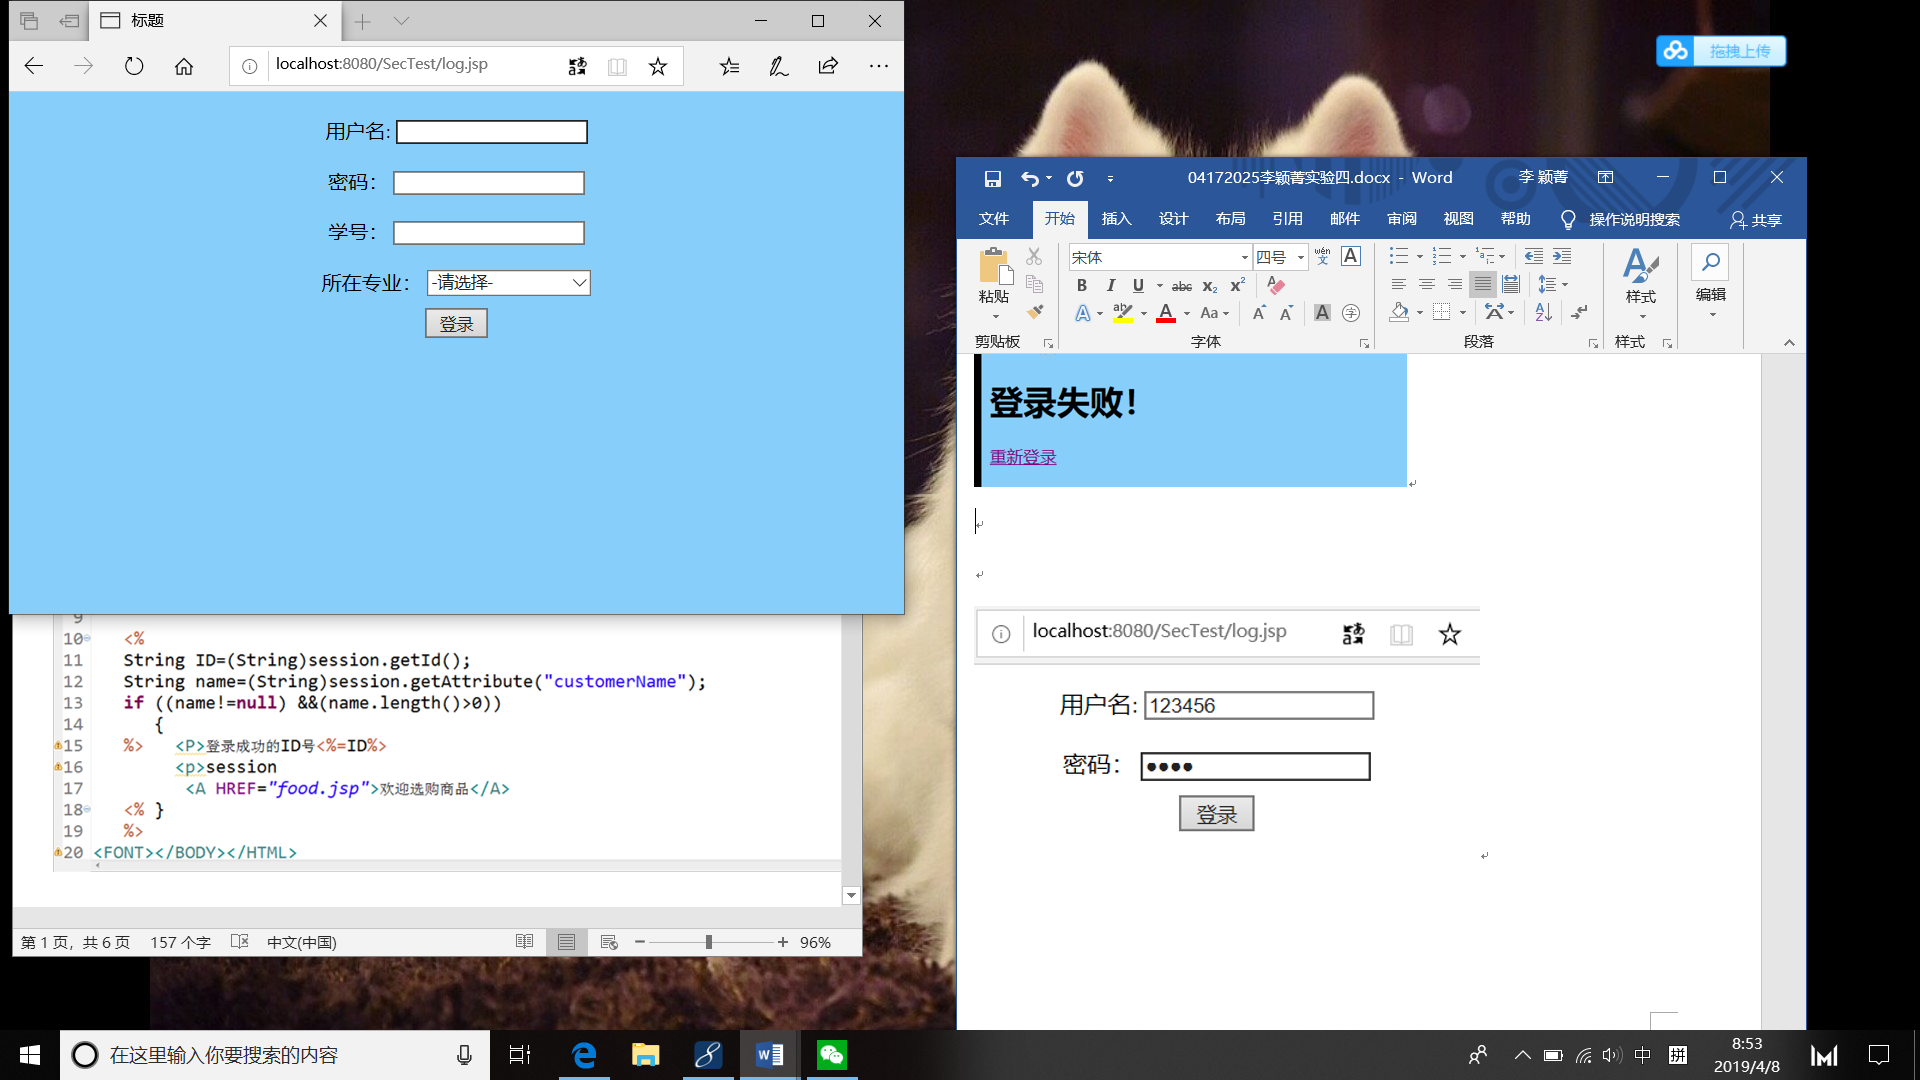 标题
localhost:8080/SecTest/log.jsp
用户名:
密码：
学号：
所在专业： -请选择-
登录
9
10 <%
11 String ID=(String)session.getId();
12 String name=(String)session.getAttribute("customerName");
13 if ((name!=null) &&(name.length()>0))
14 {
15 %> <P>登录成功的ID号<%=ID%>
16 <p>session
17 <A HREF="food.jsp">欢迎选购商品</A>
18 <% }
19 %>
20 <FONT></BODY></HTML>
第 1 页，共 6 页 157 个字 中文(中国) 96%
拖拽上传
04172025李颖菁实验四.docx - Word 李 颖菁
文件 开始 插入 设计 布局 引用 邮件 审阅 视图 帮助 操作说明搜索 共享
宋体 四号 wén 文 A
粘贴 B I U abc x₂ x² 样式 编辑
A aby A Aa A A A 字 A Z
剪贴板 字体 段落 样式
登录失败！
重新登录
localhost:8080/SecTest/log.jsp
用户名: 123456
密码： ●●●●
登录
在这里输入你要搜索的内容 中 拼 8:53
2019/4/8